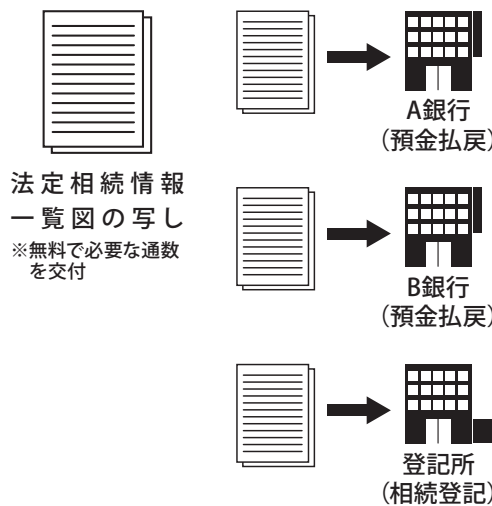 法定相続情報
一覧図の写し
※無料で必要な通数
を交付
A銀行
（預金払戻）
B銀行
（預金払戻）
登記所
（相続登記）